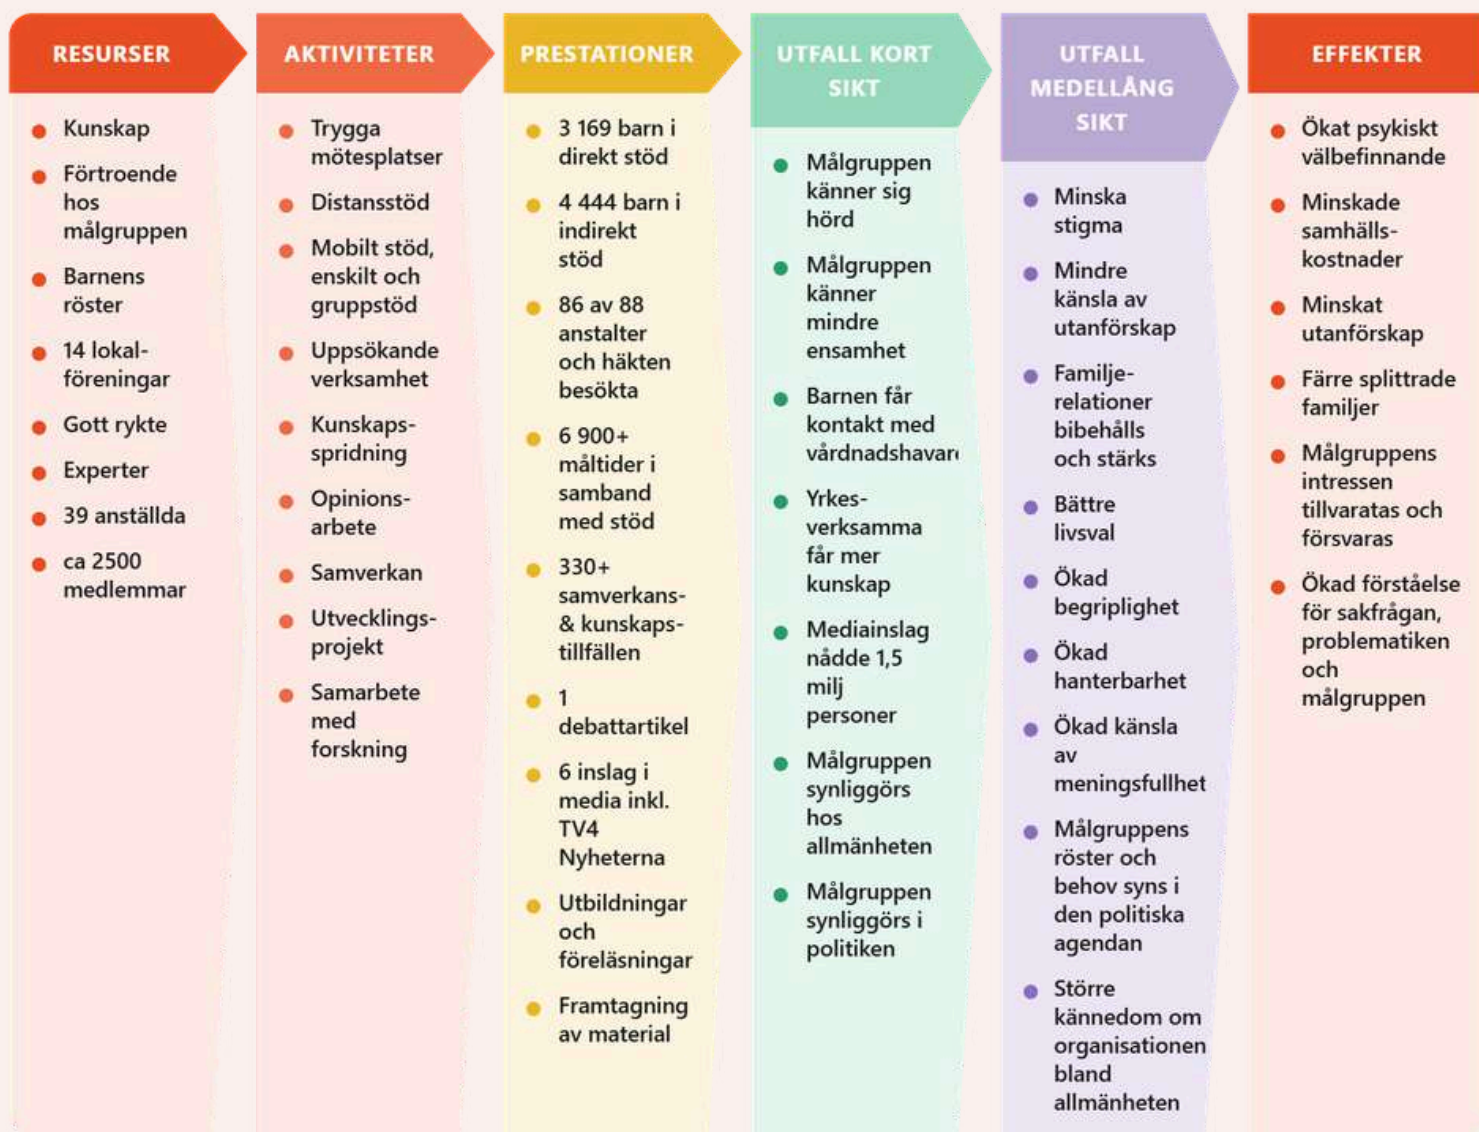 RESURSER
Kunskap
Förtroende
hos
målgruppen
Barnens
röster
14 lokal-
föreningar
Gott rykte
Experter
39 anställda
ca 2500
medlemmar
AKTIVITETER
Trygga
mötesplatser
Distansstöd
Mobilt stöd,
enskilt och
gruppstöd
Uppsökande
verksamhet
Kunskaps-
spridning
Opinions-
arbete
Samverkan
Utvecklings-
projekt
Samarbete
med
forskning
PRESTATIONER
3 169 barn i
direkt stöd
4 444 barn i
indirekt
stöd
86 av 88
anstalter
och häkten
besökta
6 900+
måltider i
samband
med stöd
330+
samverkans-
& kunskaps-
tillfällen
1
debattartikel
6 inslag i
media inkl.
TV4
Nyheterna
Utbildningar
och
föreläsningar
Framtagning
av material
UTFALL KORT
SIKT
Målgruppen
känner sig
hörd
Målgruppen
känner
mindre
ensamhet
Barnen får
kontakt med
vårdnadshavare
Yrkes-
verksamma
får mer
kunskap
Mediainslag
nådde 1,5
milj
personer
Målgruppen
synliggörs
hos
allmänheten
Målgruppen
synliggörs i
politiken
UTFALL
MEDELLÅNG
SIKT
Minska
stigma
Mindre
känsla av
utanförskap
Familje-
relationer
bibehålls
och stärks
Bättre
livsval
Ökad
begriplighet
Ökad
hanterbarhet
Ökad känsla
av
meningsfullhet
Målgruppens
röster och
behov syns i
den politiska
agendan
Större
kännedom om
organisationen
bland
allmänheten
EFFEKTER
Ökat psykiskt
välbefinnande
Minskade
samhälls-
kostnader
Minskat
utanförskap
Färre splittrade
familjer
Målgruppens
intressen
tillvaratas och
försvaras
Ökad förståelse
för sakfrågan,
problematiken
och
målgruppen